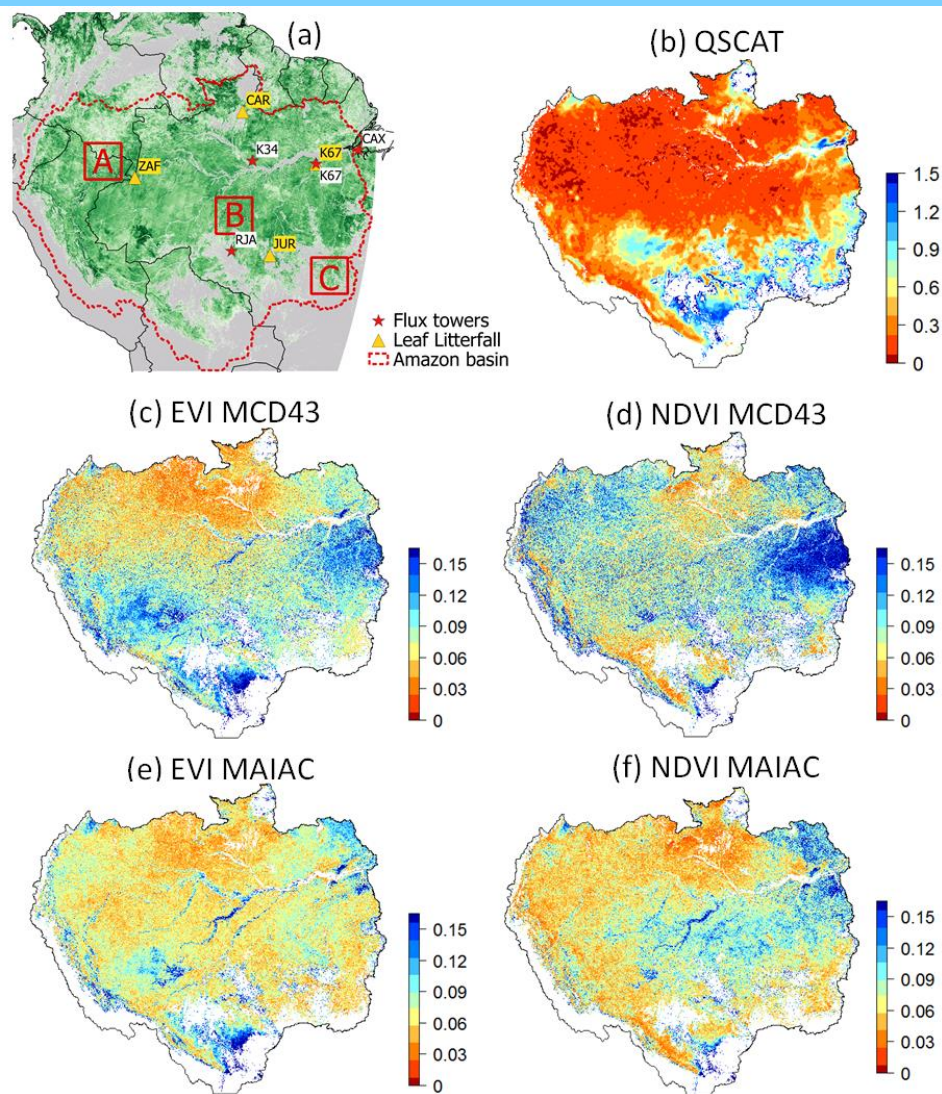 (a)
CAR
CAX
K34
K67
K67
ZAF
A
B
RJA
JUR
C
Flux towers
Leaf Litterfall
Amazon basin
(b) QSCAT
1.5
1.2
0.9
0.6
0.3
0
(c) EVI MCD43
0.15
0.12
0.09
0.06
0.03
0
(d) NDVI MCD43
0.15
0.12
0.09
0.06
0.03
0
(e) EVI MAIAC
0.15
0.12
0.09
0.06
0.03
0
(f) NDVI MAIAC
0.15
0.12
0.09
0.06
0.03
0